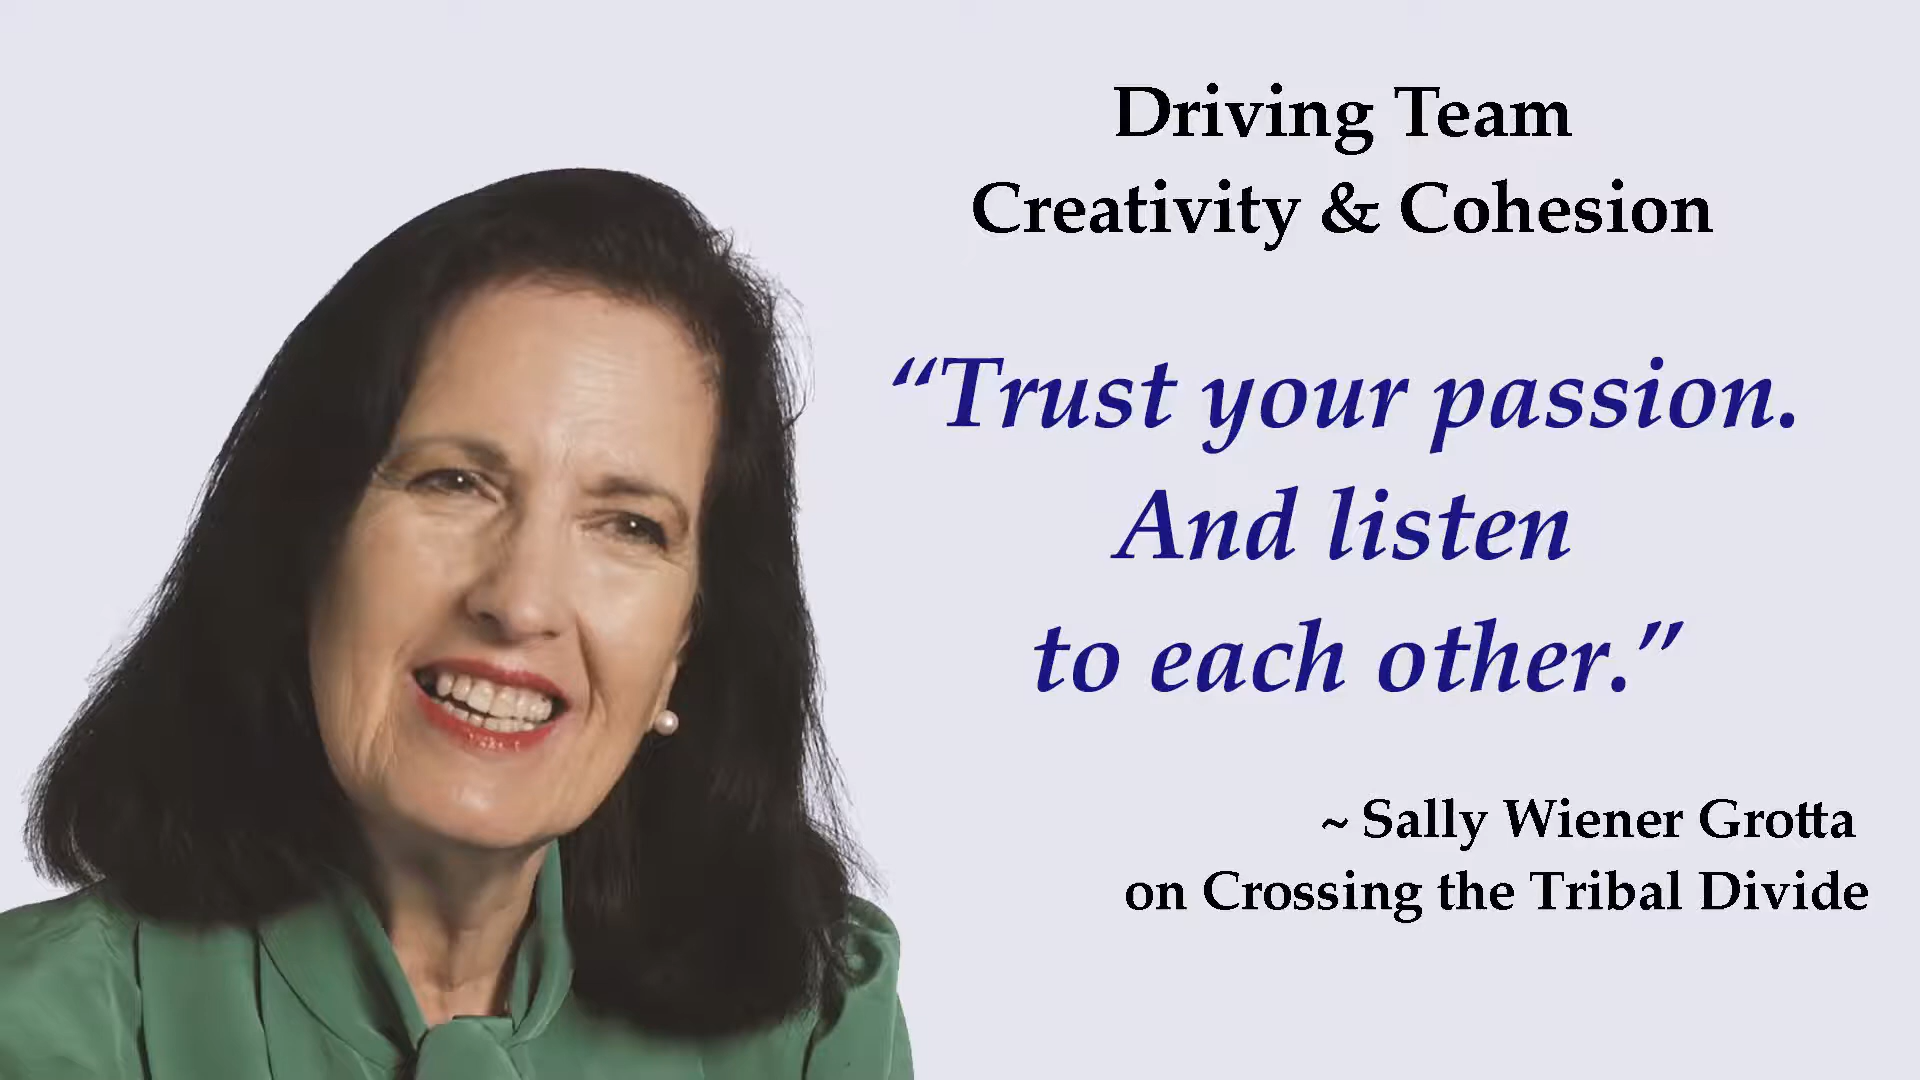 Driving Team
Creativity & Cohesion
“Trust your passion.
And listen
to each other.”
~ Sally Wiener Grotta
on Crossing the Tribal Divide